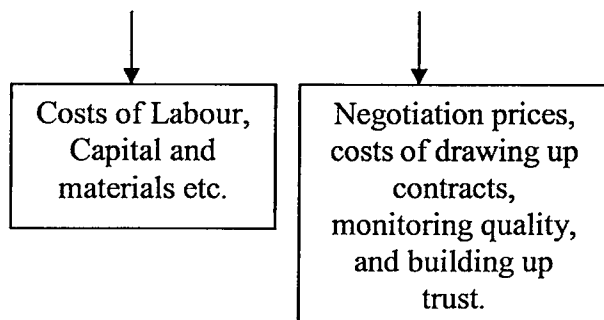 Costs of Labour,
Capital and
materials etc.
Negotiation prices,
costs of drawing up
contracts,
monitoring quality,
and building up
trust.